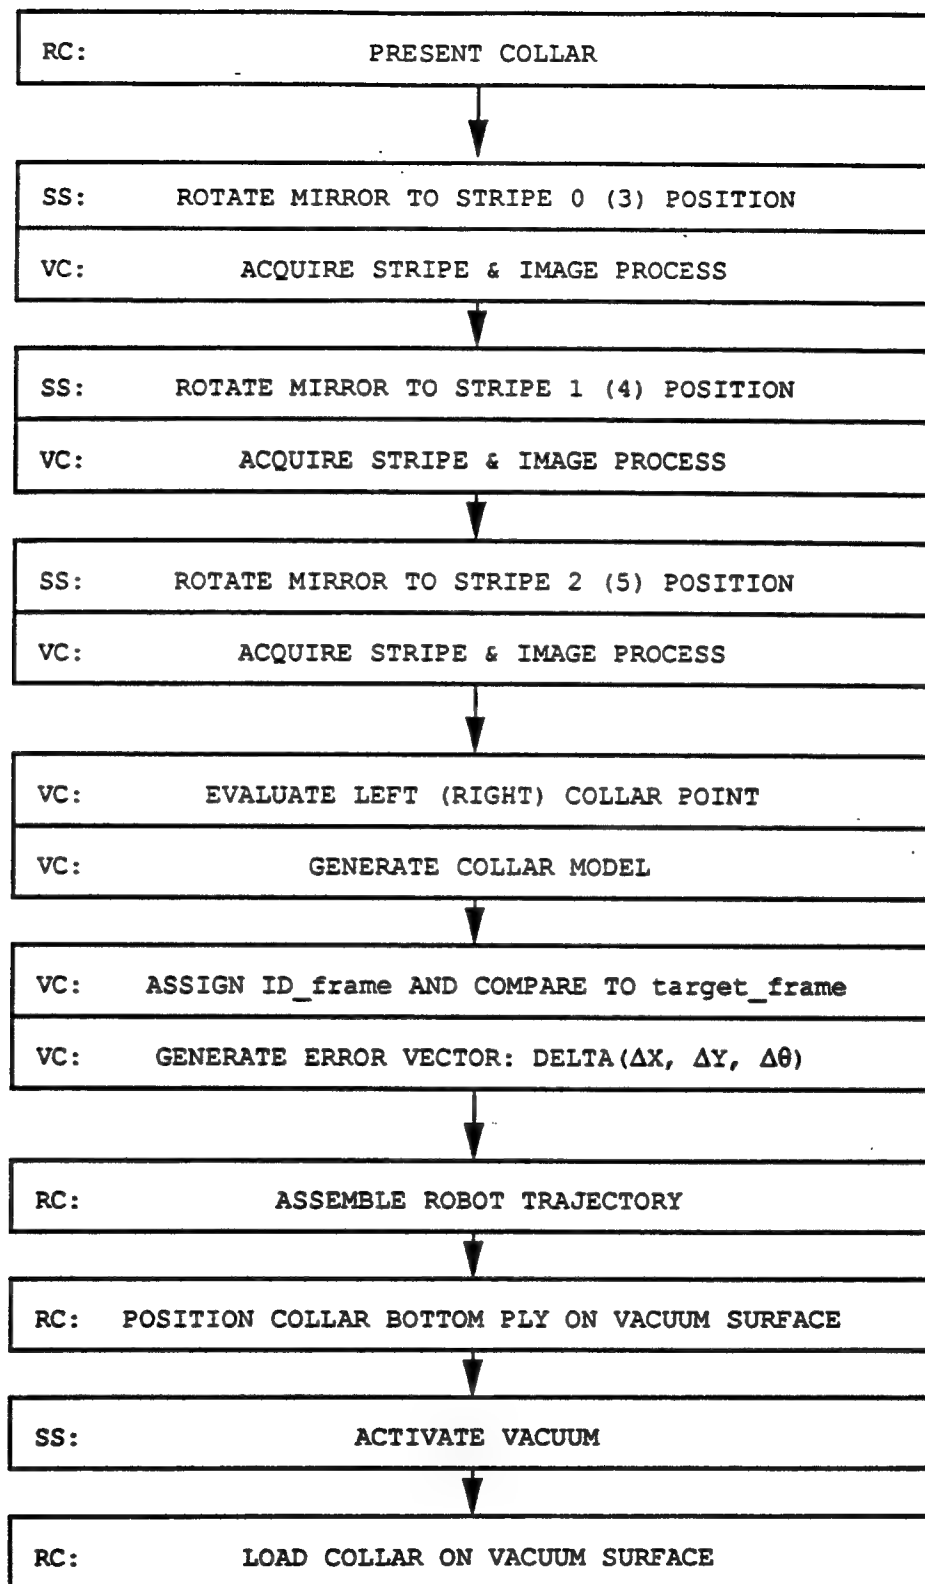 RC: PRESENT COLLAR
SS: ROTATE MIRROR TO STRIPE 0 (3) POSITION
VC: ACQUIRE STRIPE & IMAGE PROCESS
SS: ROTATE MIRROR TO STRIPE 1 (4) POSITION
VC: ACQUIRE STRIPE & IMAGE PROCESS
SS: ROTATE MIRROR TO STRIPE 2 (5) POSITION
VC: ACQUIRE STRIPE & IMAGE PROCESS
VC: EVALUATE LEFT (RIGHT) COLLAR POINT
VC: GENERATE COLLAR MODEL
VC: ASSIGN ID_frame AND COMPARE TO target_frame
VC: GENERATE ERROR VECTOR: DELTA(ΔX, ΔY, Δθ)
RC: ASSEMBLE ROBOT TRAJECTORY
RC: POSITION COLLAR BOTTOM PLY ON VACUUM SURFACE
SS: ACTIVATE VACUUM
RC: LOAD COLLAR ON VACUUM SURFACE